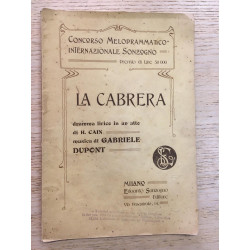 CONCORSO MELODRAMMATICO
INTERNAZIONALE SONZOGNO
LA CABRERA
dramma lirico in un atto
di H. CAIN
musica di GABRIELE
DUPONT
MILANO
Edoardo Sonzogno
Editore